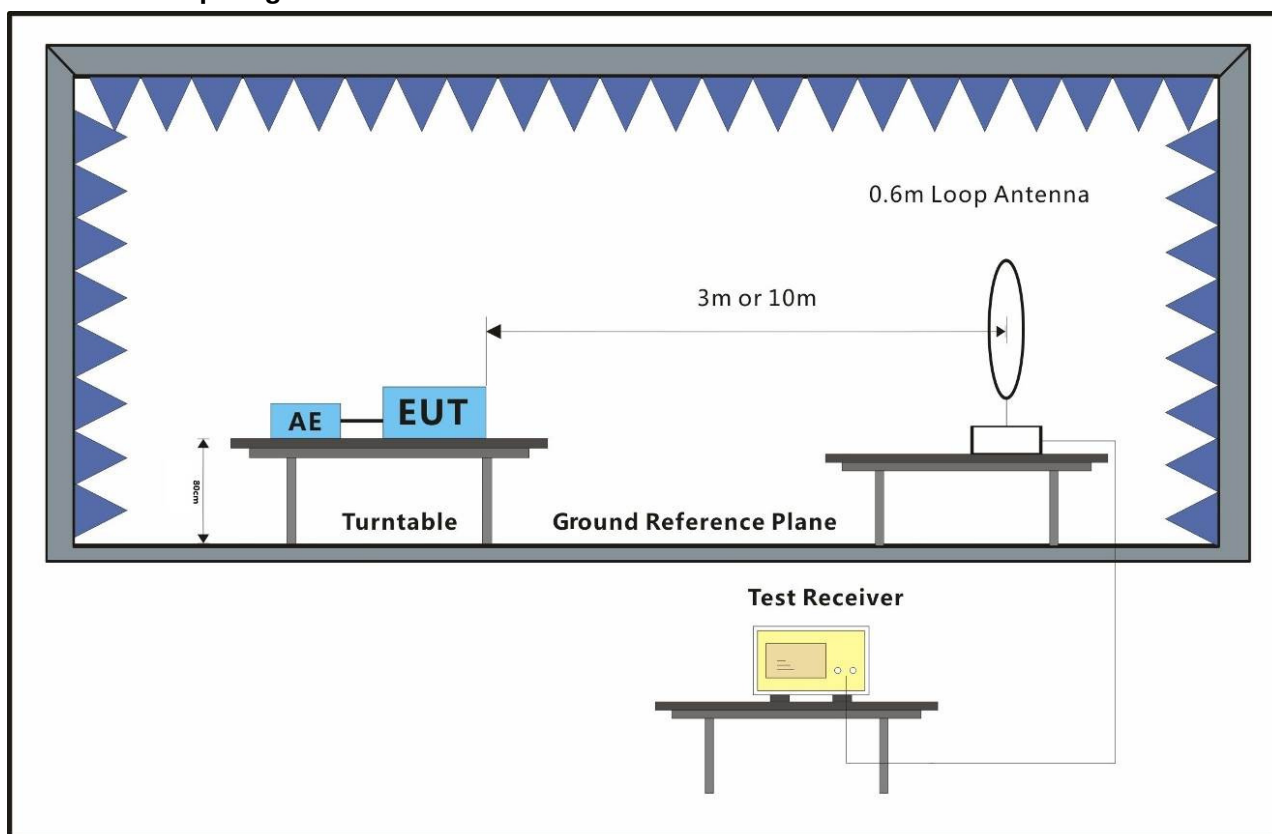 0.6m Loop Antenna
3m or 10m
AE
EUT
80cm
Turntable
Ground Reference Plane
Test Receiver